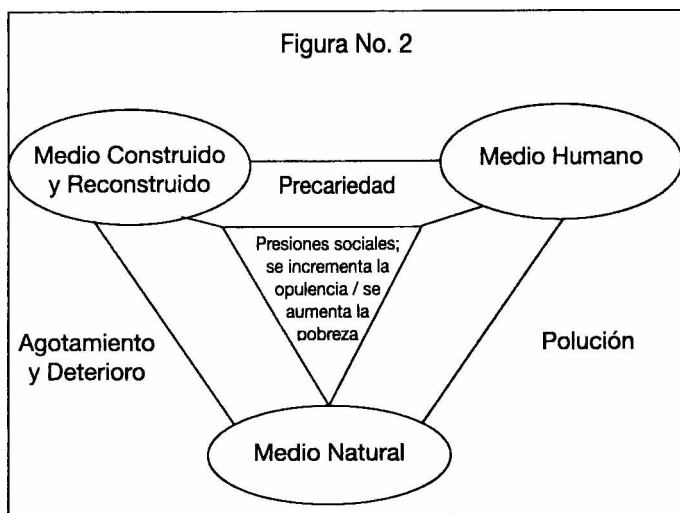 Figura No. 2
Medio Construido
y Reconstruido
Medio Humano
Precariedad
Presiones sociales;
se incrementa la
opulencia / se
aumenta la
pobreza
Agotamiento
y Deterioro
Polución
Medio Natural